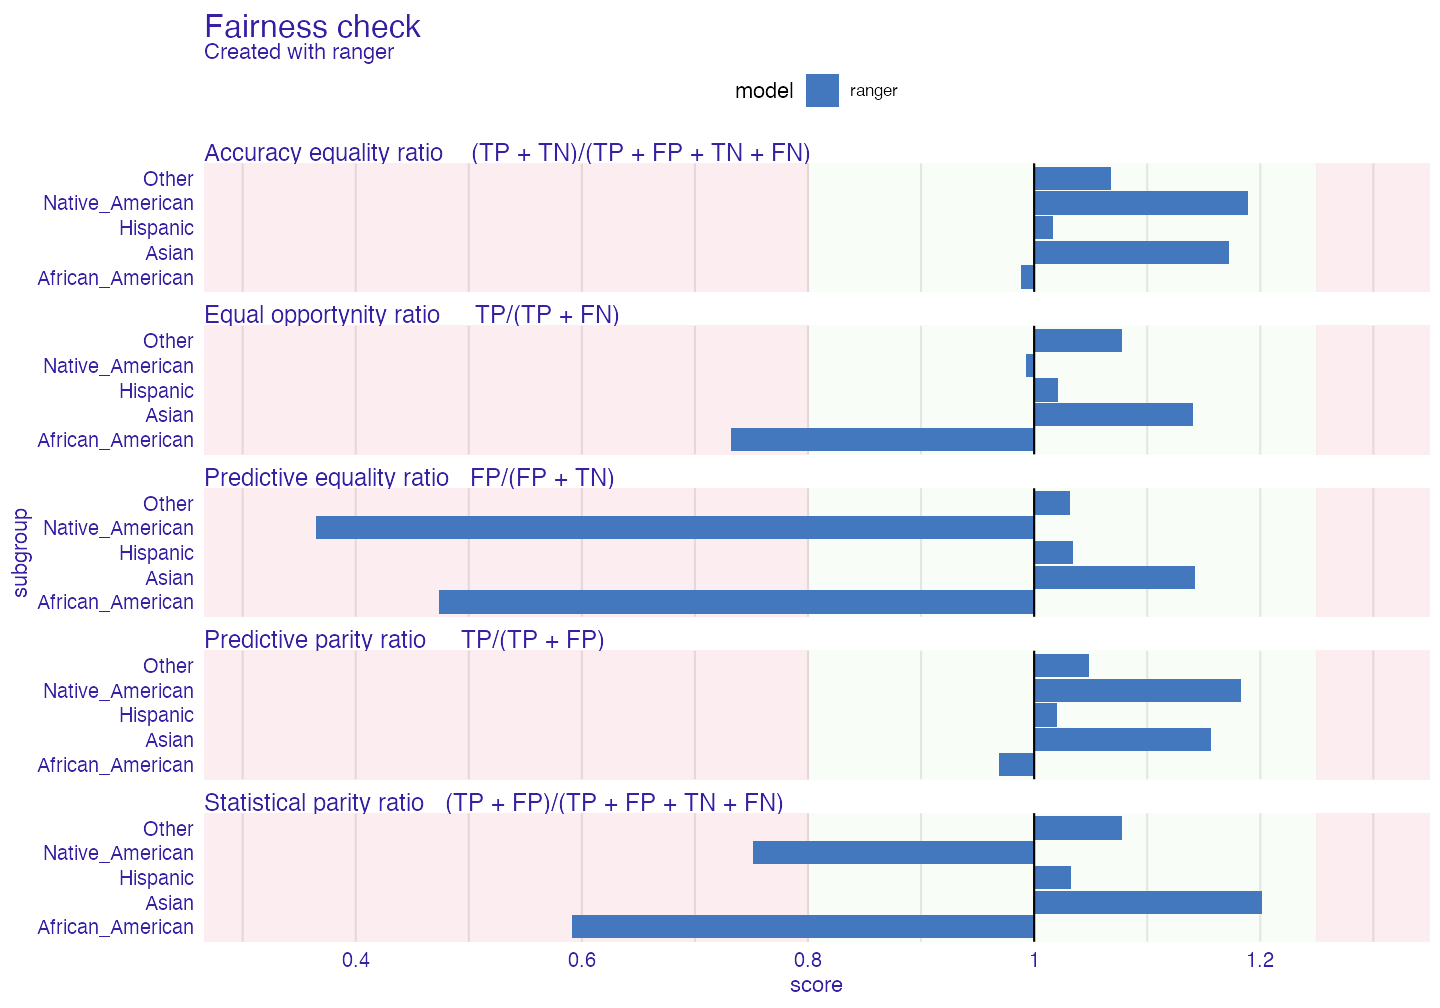 Fairness check
Created with ranger
model ranger
Accuracy equality ratio (TP + TN)/(TP + FP + TN + FN)
Other
Native_American
Hispanic
Asian
African_American
Equal opportynity ratio TP/(TP + FN)
Other
Native_American
Hispanic
Asian
African_American
Predictive equality ratio FP/(FP + TN)
Other
Native_American
Hispanic
Asian
African_American
Predictive parity ratio TP/(TP + FP)
Other
Native_American
Hispanic
Asian
African_American
Statistical parity ratio (TP + FP)/(TP + FP + TN + FN)
Other
Native_American
Hispanic
Asian
African_American
subgroup
0.4 0.6 0.8 1 1.2
score